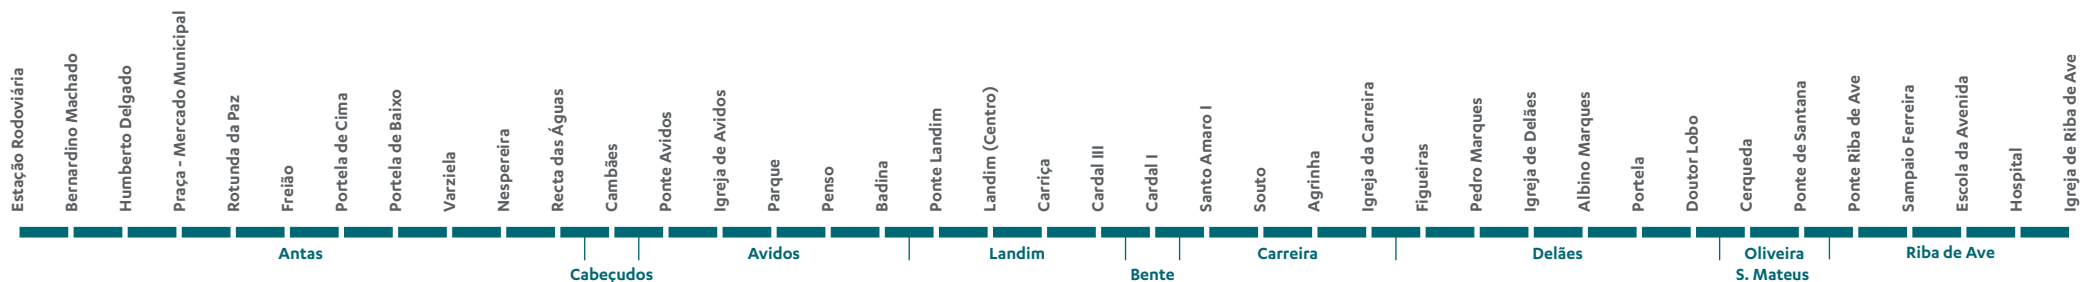 Estação Rodoviária
Bernardino Machado
Humberto Delgado
Praça - Mercado Municipal
Rotunda da Paz
Freião
Portela de Cima
Portela de Baixo
Varziela
Nespereira
Recta das Águas
Cambães
Ponte Avidos
Igreja de Avidos
Parque
Penso
Badina
Ponte Landim
Landim (Centro)
Carriça
Cardal III
Cardal I
Santo Amaro I
Souto
Agrinha
Igreja da Carreira
Figueiras
Pedro Marques
Igreja de Delães
Albino Marques
Portela
Doutor Lobo
Cerqueda
Ponte de Santana
Ponte Riba de Ave
Sampaio Ferreira
Escola da Avenida
Hospital
Igreja de Riba de Ave
Antas
Cabeçudos
Avidos
Landim
Bente
Carreira
Delães
Oliveira
S. Mateus
Riba de Ave